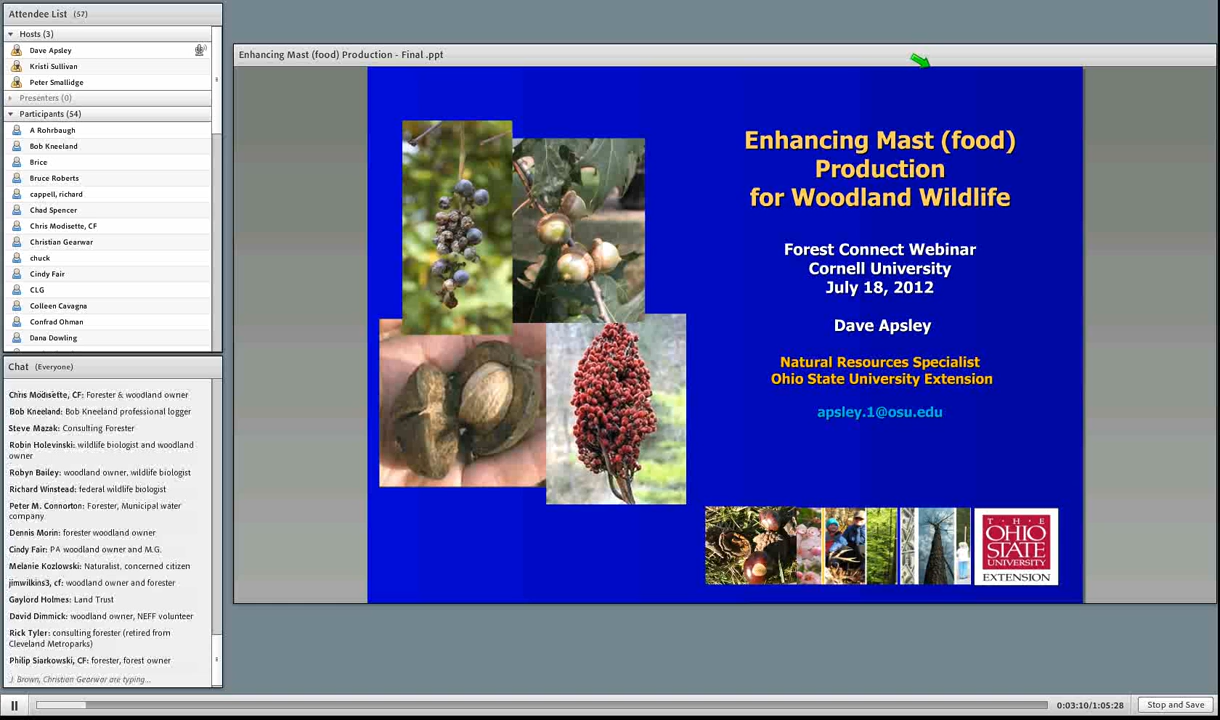 Attendee List (57)
Hosts (3)
Dave Apsley
Kristi Sullivan
Peter Smallidge
Presenters (0)
Participants (54)
A Rohrbaugh
Bob Kneeland
Brice
Bruce Roberts
cappell, richard
Chad Spencer
Chris Modisette, CF
Christian Gearwar
chuck
Cindy Fair
CLG
Colleen Cavagna
Confrad Ohman
Dana Dowling
Chat (Everyone)
Chris Modisette, CF: Forester & woodland owner
Bob Kneeland: Bob Kneeland professional logger
Steve Mazak: Consulting Forester
Robin Holevinski: wildlife biologist and woodland
owner
Robyn Bailey: woodland owner, wildlife biologist
Richard Winstead: federal wildlife biologist
Peter M. Connorton: Forester, Municipal water
company
Dennis Morin: forester woodland owner
Cindy Fair: PA woodland owner and M.G.
Melanie Kozlowski: Naturalist, concerned citizen
jimwilkins3, cf: woodland owner and forester
Gaylord Holmes: Land Trust
David Dimmick: woodland owner, NEFF volunteer
Rick Tyler: consulting forester (retired from
Cleveland Metroparks)
Philip Siarkowski, CF: forester, forest owner
J. Brown, Christian Gearwar are typing...
Enhancing Mast (food) Production - Final .ppt
Enhancing Mast (food)
Production
for Woodland Wildlife
Forest Connect Webinar
Cornell University
July 18, 2012
Dave Apsley
Natural Resources Specialist
Ohio State University Extension
apsley.1@osu.edu
T · H · E
OHIO
STATE
UNIVERSITY
EXTENSION
0:03:10/1:05:28
Stop and Save